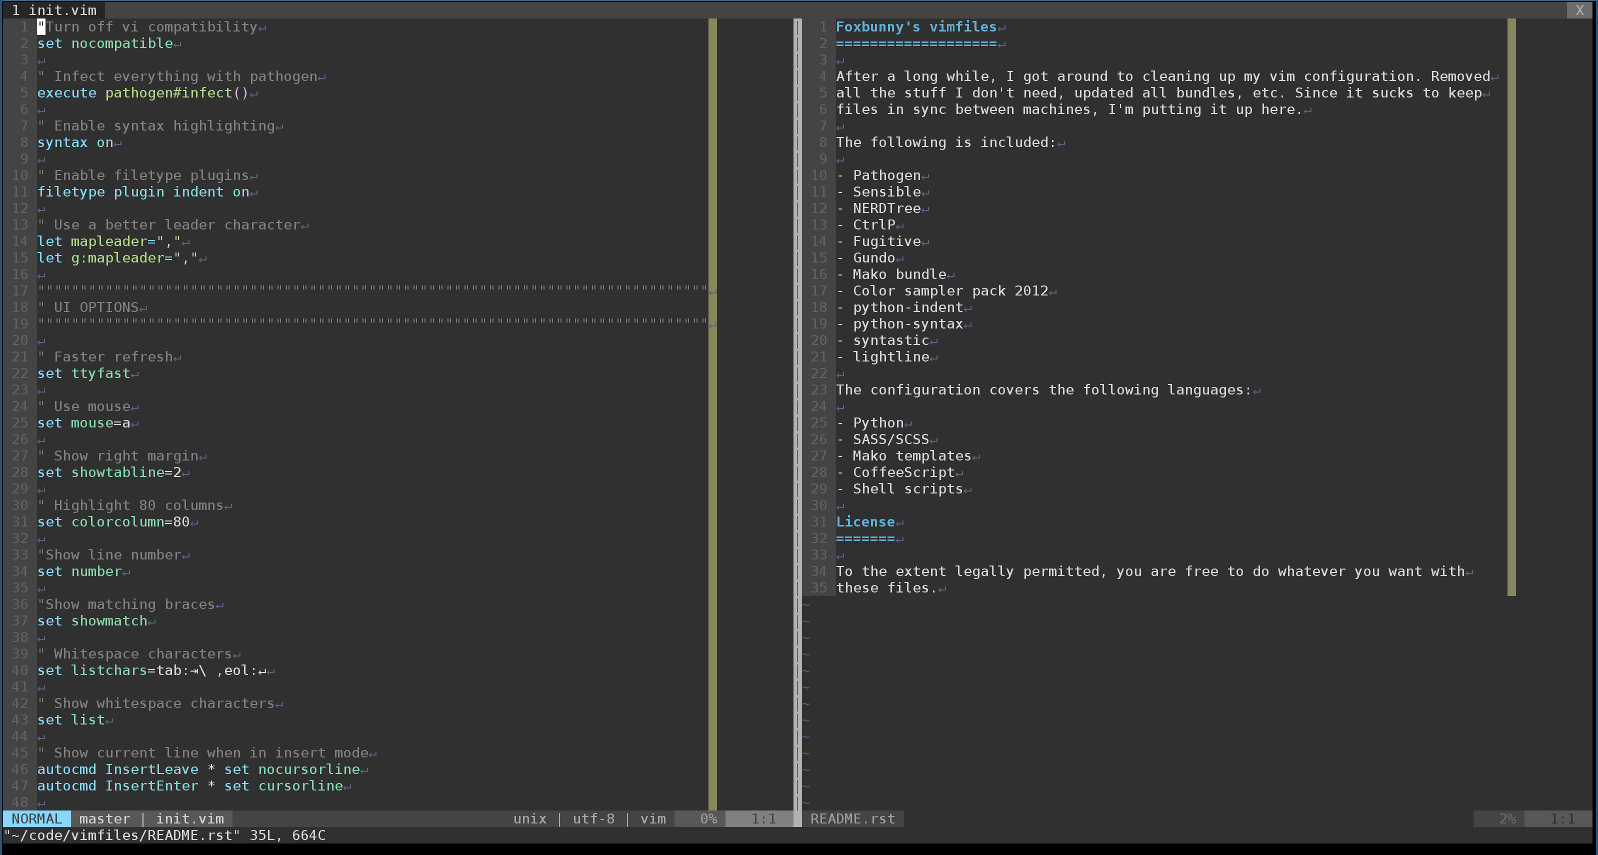 1 init.vim X
1 "Turn off vi compatibility↵
2 set nocompatible↵
3 ↵
4 " Infect everything with pathogen↵
5 execute pathogen#infect()↵
6 ↵
7 " Enable syntax highlighting↵
8 syntax on↵
9 ↵
10 " Enable filetype plugins↵
11 filetype plugin indent on↵
12 ↵
13 " Use a better leader character↵
14 let mapleader=","↵
15 let g:mapleader=","↵
16 ↵
17 """""""""""""""""""""""""""""""""""""""""""""""""""""""""""""""""""""""""""""""↵
18 " UI OPTIONS↵
19 """""""""""""""""""""""""""""""""""""""""""""""""""""""""""""""""""""""""""""""↵
20 ↵
21 " Faster refresh↵
22 set ttyfast↵
23 ↵
24 " Use mouse↵
25 set mouse=a↵
26 ↵
27 " Show right margin↵
28 set showtabline=2↵
29 ↵
30 " Highlight 80 columns↵
31 set colorcolumn=80↵
32 ↵
33 "Show line number↵
34 set number↵
35 ↵
36 "Show matching braces↵
37 set showmatch↵
38 ↵
39 " Whitespace characters↵
40 set listchars=tab:⇥\ ,eol:↵↵
41 ↵
42 " Show whitespace characters↵
43 set list↵
44 ↵
45 " Show current line when in insert mode↵
46 autocmd InsertLeave * set nocursorline↵
47 autocmd InsertEnter * set cursorline↵
48 ↵
NORMAL master | init.vim unix | utf-8 | vim 0% 1:1
1 Foxbunny's vimfiles↵
2 ===================↵
3 ↵
4 After a long while, I got around to cleaning up my vim configuration. Removed↵
5 all the stuff I don't need, updated all bundles, etc. Since it sucks to keep↵
6 files in sync between machines, I'm putting it up here.↵
7 ↵
8 The following is included:↵
9 ↵
10 - Pathogen↵
11 - Sensible↵
12 - NERDTree↵
13 - CtrlP↵
14 - Fugitive↵
15 - Gundo↵
16 - Mako bundle↵
17 - Color sampler pack 2012↵
18 - python-indent↵
19 - python-syntax↵
20 - syntastic↵
21 - lightline↵
22 ↵
23 The configuration covers the following languages:↵
24 ↵
25 - Python↵
26 - SASS/SCSS↵
27 - Mako templates↵
28 - CoffeeScript↵
29 - Shell scripts↵
30 ↵
31 License↵
32 =======↵
33 ↵
34 To the extent legally permitted, you are free to do whatever you want with↵
35 these files.↵
~
~
~
~
~
~
~
~
~
~
~
~
~
README.rst 2% 1:1
"~/code/vimfiles/README.rst" 35L, 664C